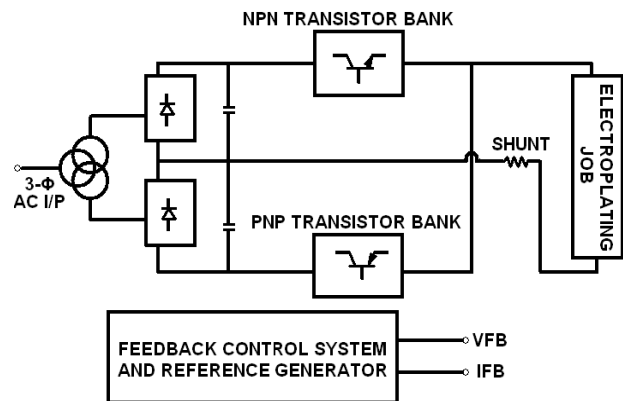 NPN TRANSISTOR BANK
ELECTROPLATING
JOB
SHUNT
3-Φ
AC I/P
PNP TRANSISTOR BANK
FEEDBACK CONTROL SYSTEM
AND REFERENCE GENERATOR
VFB
IFB